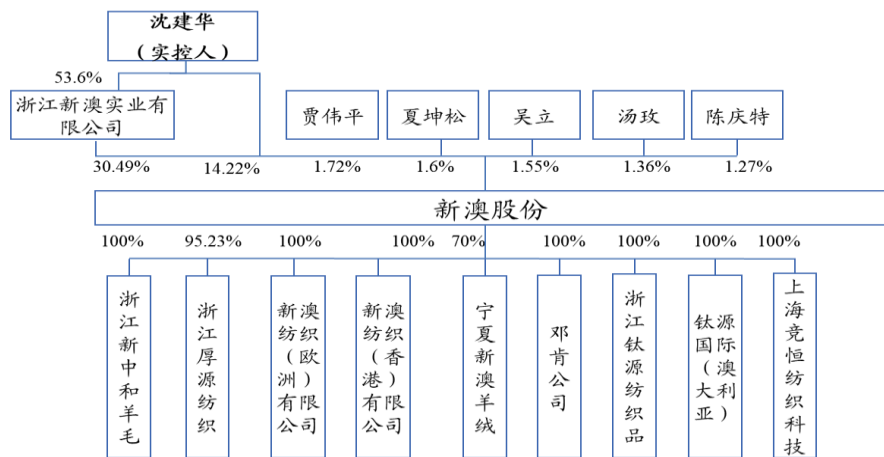 沈建华
（实控人）
53.6%
浙江新澳实业有
限公司
贾伟平
夏坤松
吴立
汤玫
陈庆特
30.49%
14.22%
1.72%
1.6%
1.55%
1.36%
1.27%
新澳股份
100%
95.23%
100%
100%
70%
100%
100%
100%
100%
浙江新中和羊毛
浙江厚源纺织
新澳纺织（欧洲）有限公司
新澳纺织（香港）有限公司
宁夏新澳羊绒
邓肯公司
浙江钛源纺织品
钛源国际（澳大利亚）
上海竞恒纺织科技